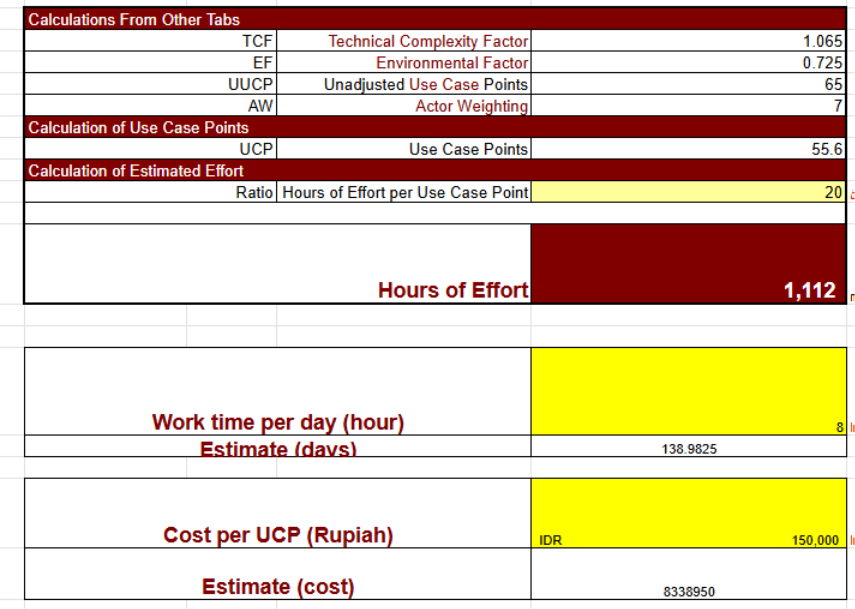 Calculations From Other Tabs
TCF Technical Complexity Factor 1.065
EF Environmental Factor 0.725
UUCP Unadjusted Use Case Points 65
AW Actor Weighting 7
Calculation of Use Case Points
UCP Use Case Points 55.6
Calculation of Estimated Effort
Ratio Hours of Effort per Use Case Point 20
Hours of Effort 1,112
Work time per day (hour) 8
Estimate (days) 138.9825
Cost per UCP (Rupiah) IDR 150,000
Estimate (cost) 8338950